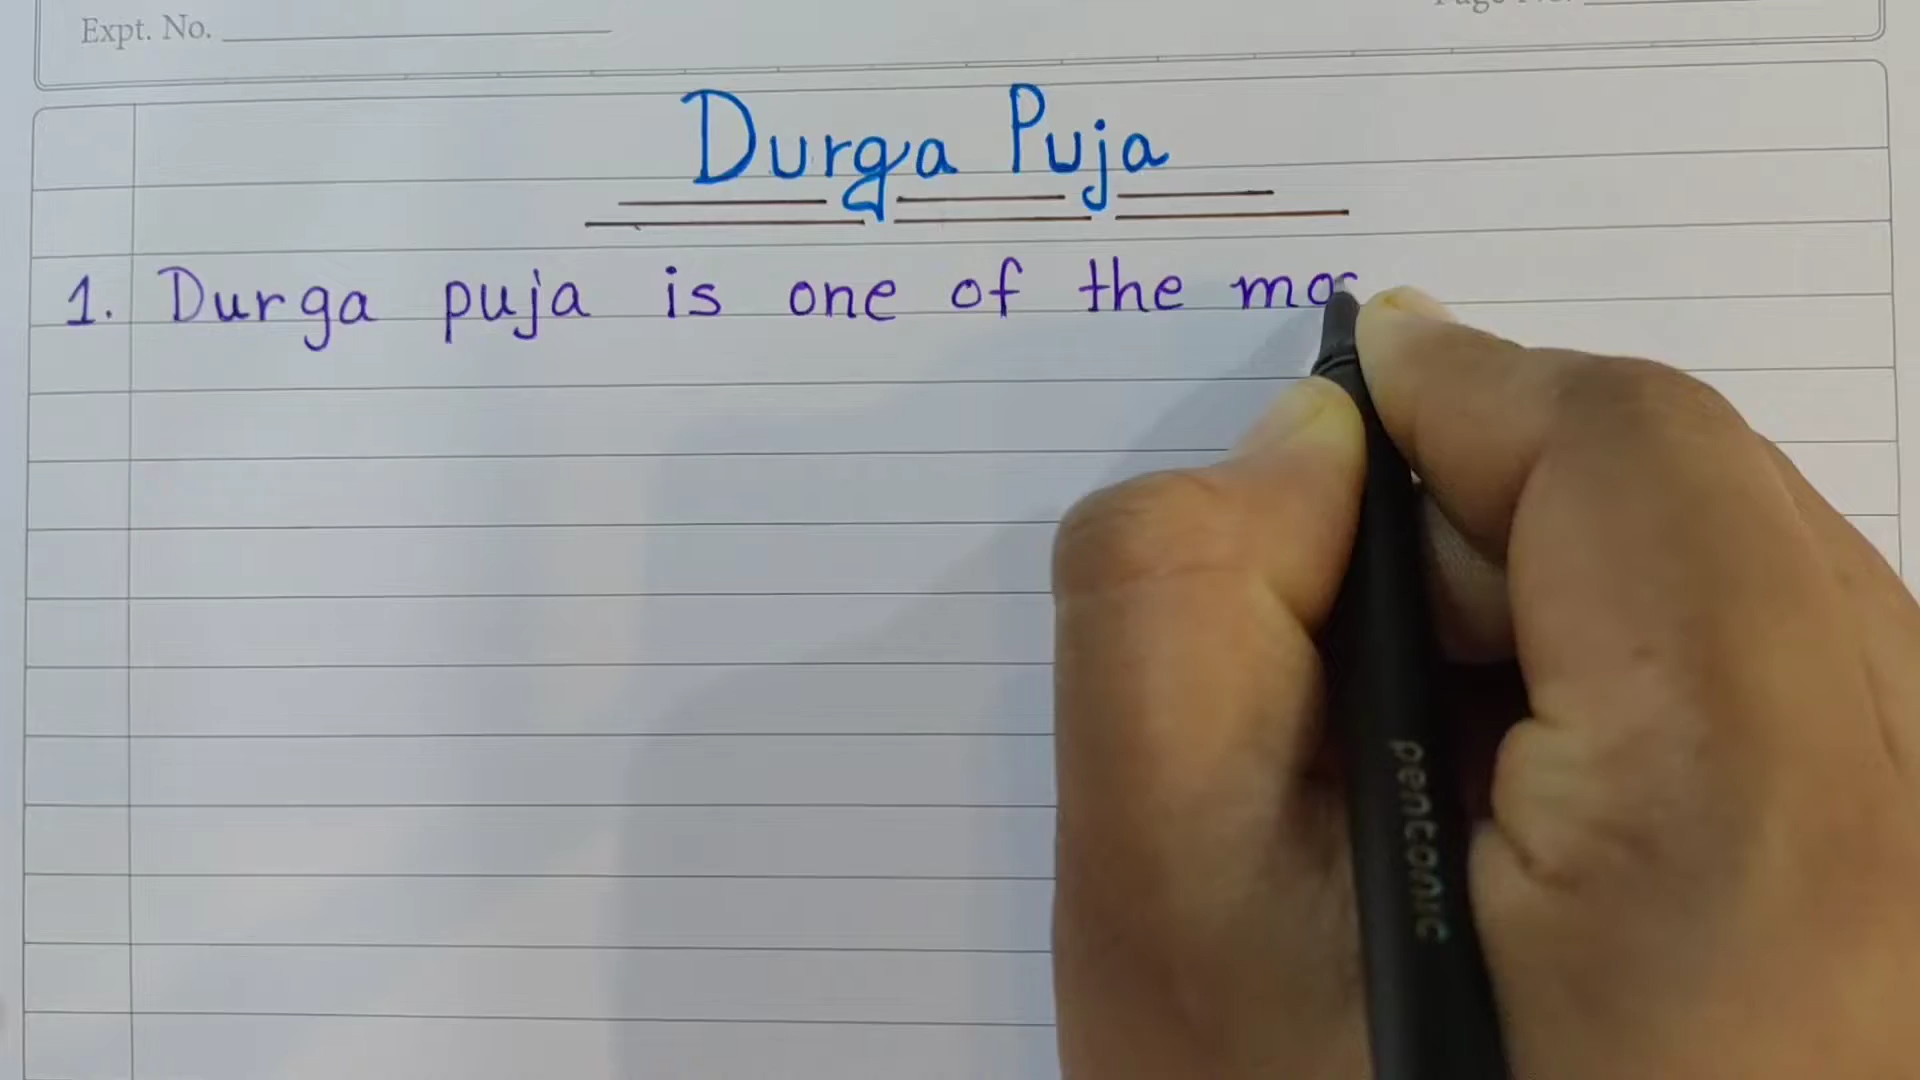 Expt. No.
Durga Puja
1. Durga puja is one of the
pentonic